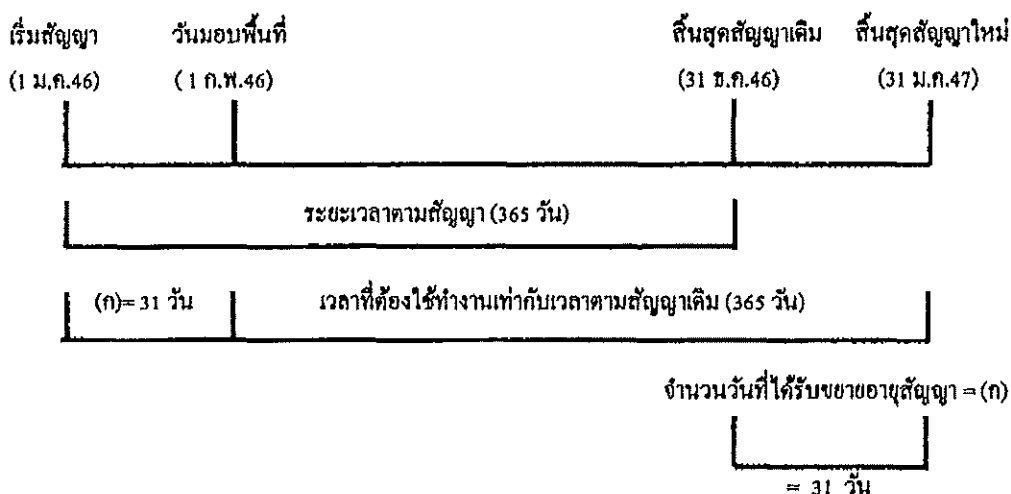 เริ่มสัญญา วันมอบพื้นที่ สิ้นสุดสัญญาเดิม สิ้นสุดสัญญาใหม่
(1 ม.ค.46) (1 ก.พ.46) (31 ธ.ค.46) (31 ม.ค.47)
ระยะเวลาตามสัญญา (365 วัน)
(ก)= 31 วัน เวลาที่ต้องใช้ทำงานเท่ากับเวลาตามสัญญาเดิม (365 วัน)
จำนวนวันที่ได้รับขยายอายุสัญญา = (ก)
= 31 วัน